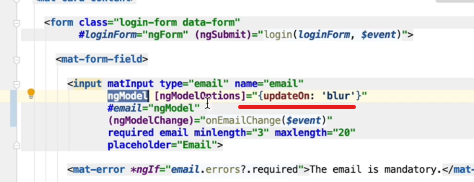 <form class="login-form data-form"
#loginForm="ngForm" (ngSubmit)="login(loginForm, $event)">
<mat-form-field>
<input matInput type="email" name="email"
ngModel [ngModelOptions]="{updateOn: 'blur'}"
#email="ngModel"
(ngModelChange)="onEmailChange($event)"
required email minlength="3" maxlength="20"
placeholder="Email">
<mat-error *ngIf="email.errors?.required">The email is mandatory.</mat-